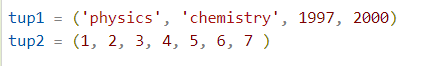 tup1 = ('physics', 'chemistry', 1997, 2000)
tup2 = (1, 2, 3, 4, 5, 6, 7 )